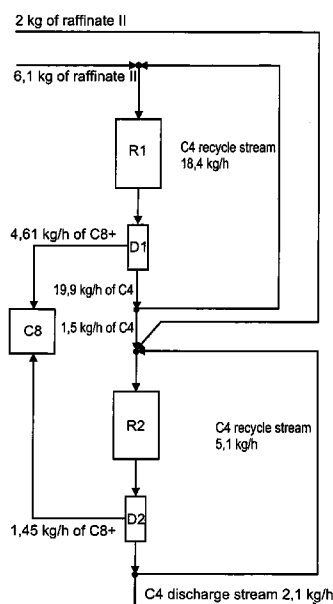 2 kg of raffinate II
6,1 kg of raffinate II
R1
C4 recycle stream
18,4 kg/h
4,61 kg/h of C8+
D1
19,9 kg/h of C4
C8
1,5 kg/h of C4
R2
C4 recycle stream
5,1 kg/h
1,45 kg/h of C8+
D2
C4 discharge stream 2,1 kg/h